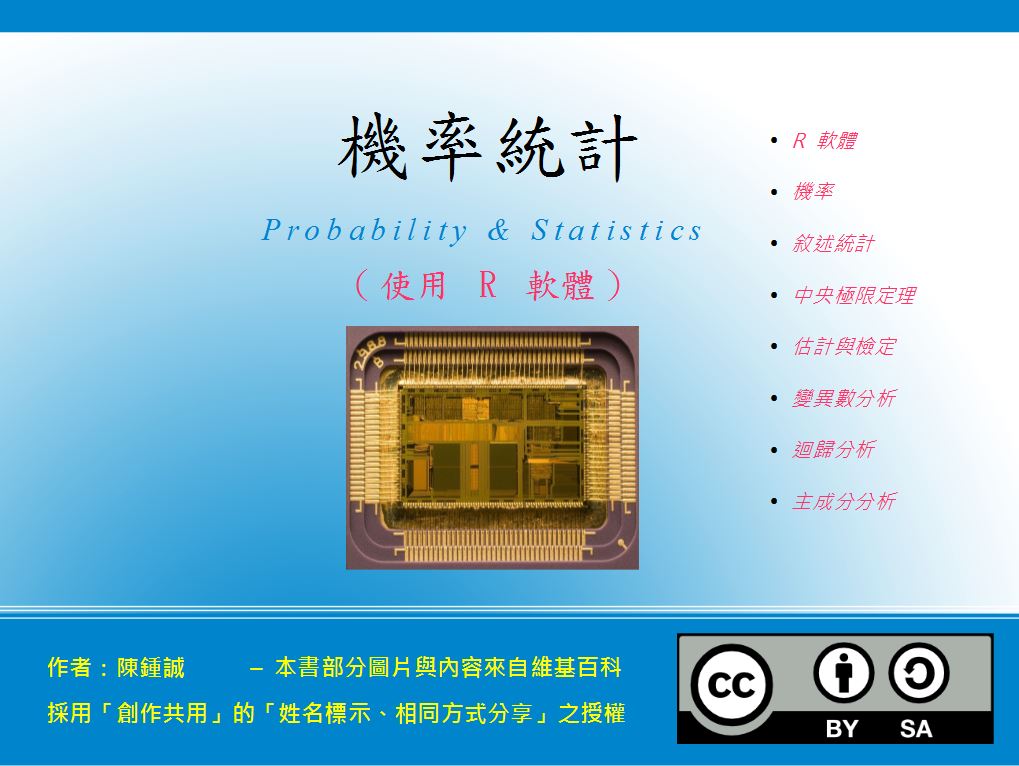 機率統計
Probability & Statistics
（使用 R 軟體）
2988
8
• R 軟體
• 機率
• 敘述統計
• 中央極限定理
• 估計與檢定
• 變異數分析
• 迴歸分析
• 主成分分析
作者：陳鍾誠 – 本書部分圖片與內容來自維基百科
採用「創作共用」的「姓名標示、相同方式分享」之授權
cc
BY SA